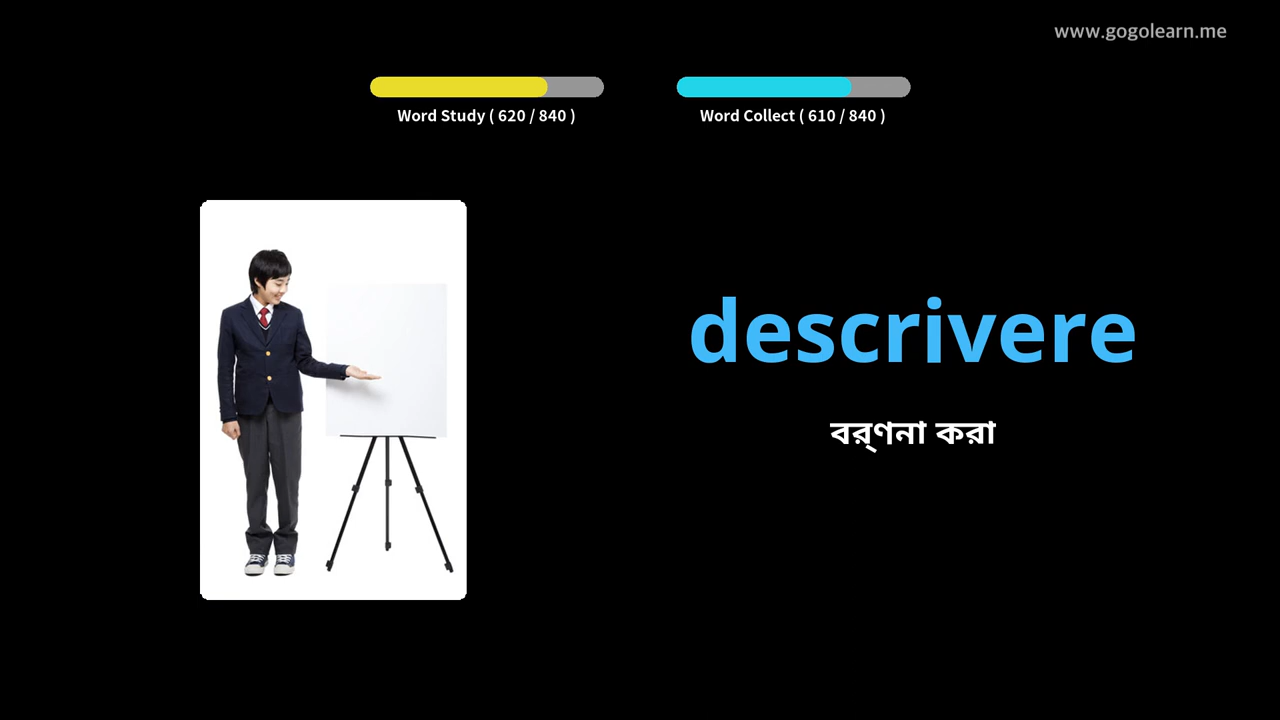 www.gogolearn.me
Word Study ( 620 / 840 )
Word Collect ( 610 / 840 )
descrivere
বর্ণনা করা